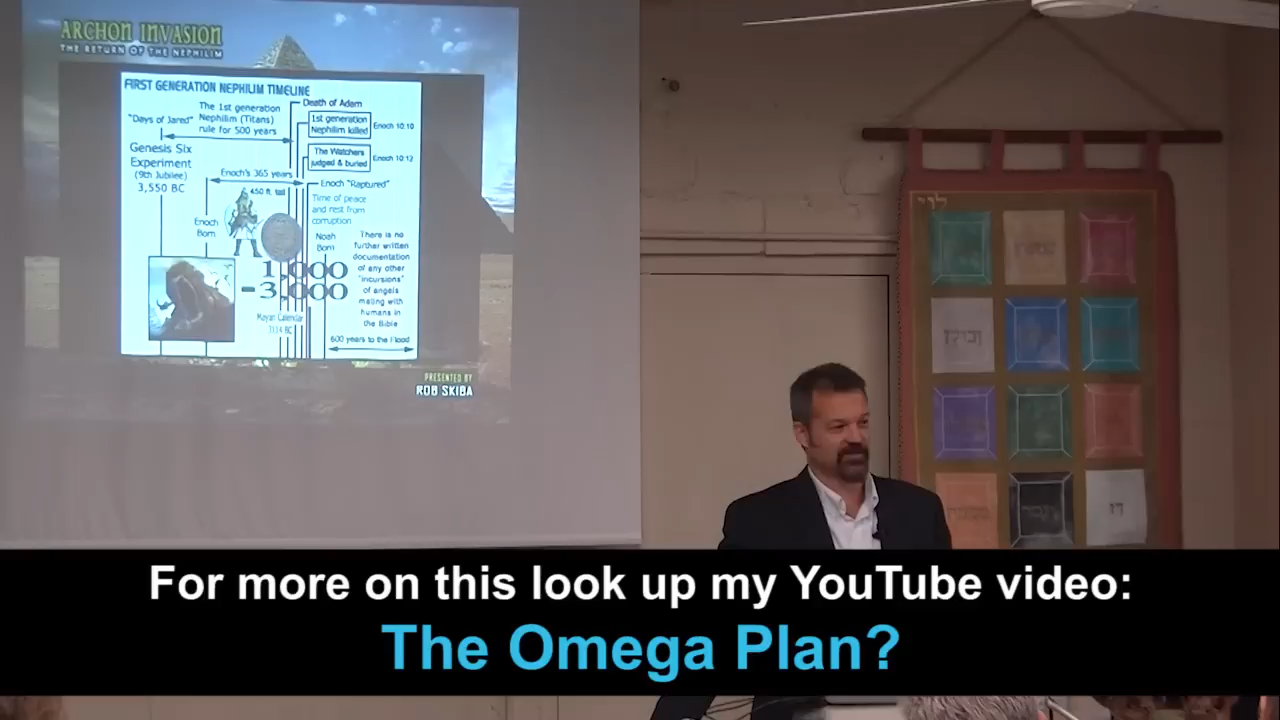 ARCHON INVASION
THE RETURN OF THE NEPHILIM
FIRST GENERATION NEPHILIM TIMELINE
"Days of Jared"
The 1st generation
Nephilim (Titans)
rule for 500 years
Death of Adam
1st generation
Nephilim killed
Enoch 10:10
The Watchers
judged & buried
Enoch 10:12
Genesis Six
Experiment
(9th Jubilee)
3,550 BC
Enoch's 365 years
Enoch "Raptured"
450 ft. tall
Time of peace
and rest from
corruption
Enoch
Born
Noah
Born
There is no
further written
documentation
of any other
"incursions"
of angels
mating with
humans in
the Bible
1,000
-3,000
Mayan Calendar
3114 BC
600 years to the Flood
PRESENTED BY
ROB SKIBA
לוי
זבולן
דן
For more on this look up my YouTube video:
The Omega Plan?